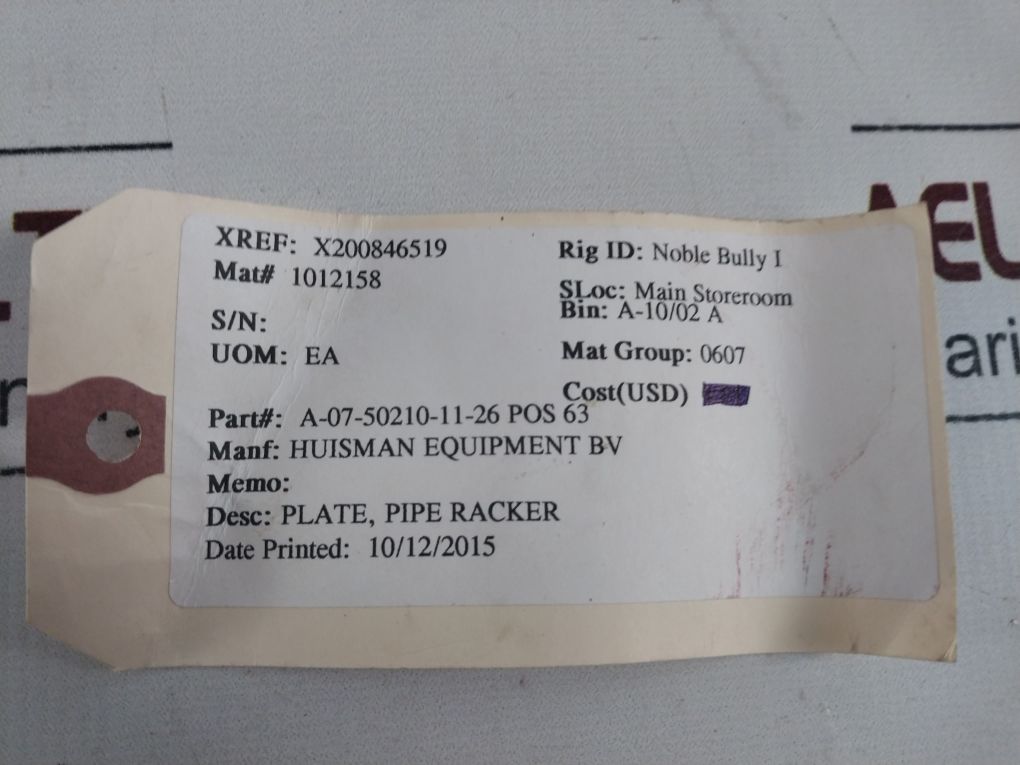 XREF: X200846519
Mat# 1012158
S/N:
UOM: EA
Rig ID: Noble Bully I
SLoc: Main Storeroom
Bin: A-10/02 A
Mat Group: 0607
Cost(USD)
Part#: A-07-50210-11-26 POS 63
Manf: HUISMAN EQUIPMENT BV
Memo:
Desc: PLATE, PIPE RACKER
Date Printed: 10/12/2015
AEL
ari